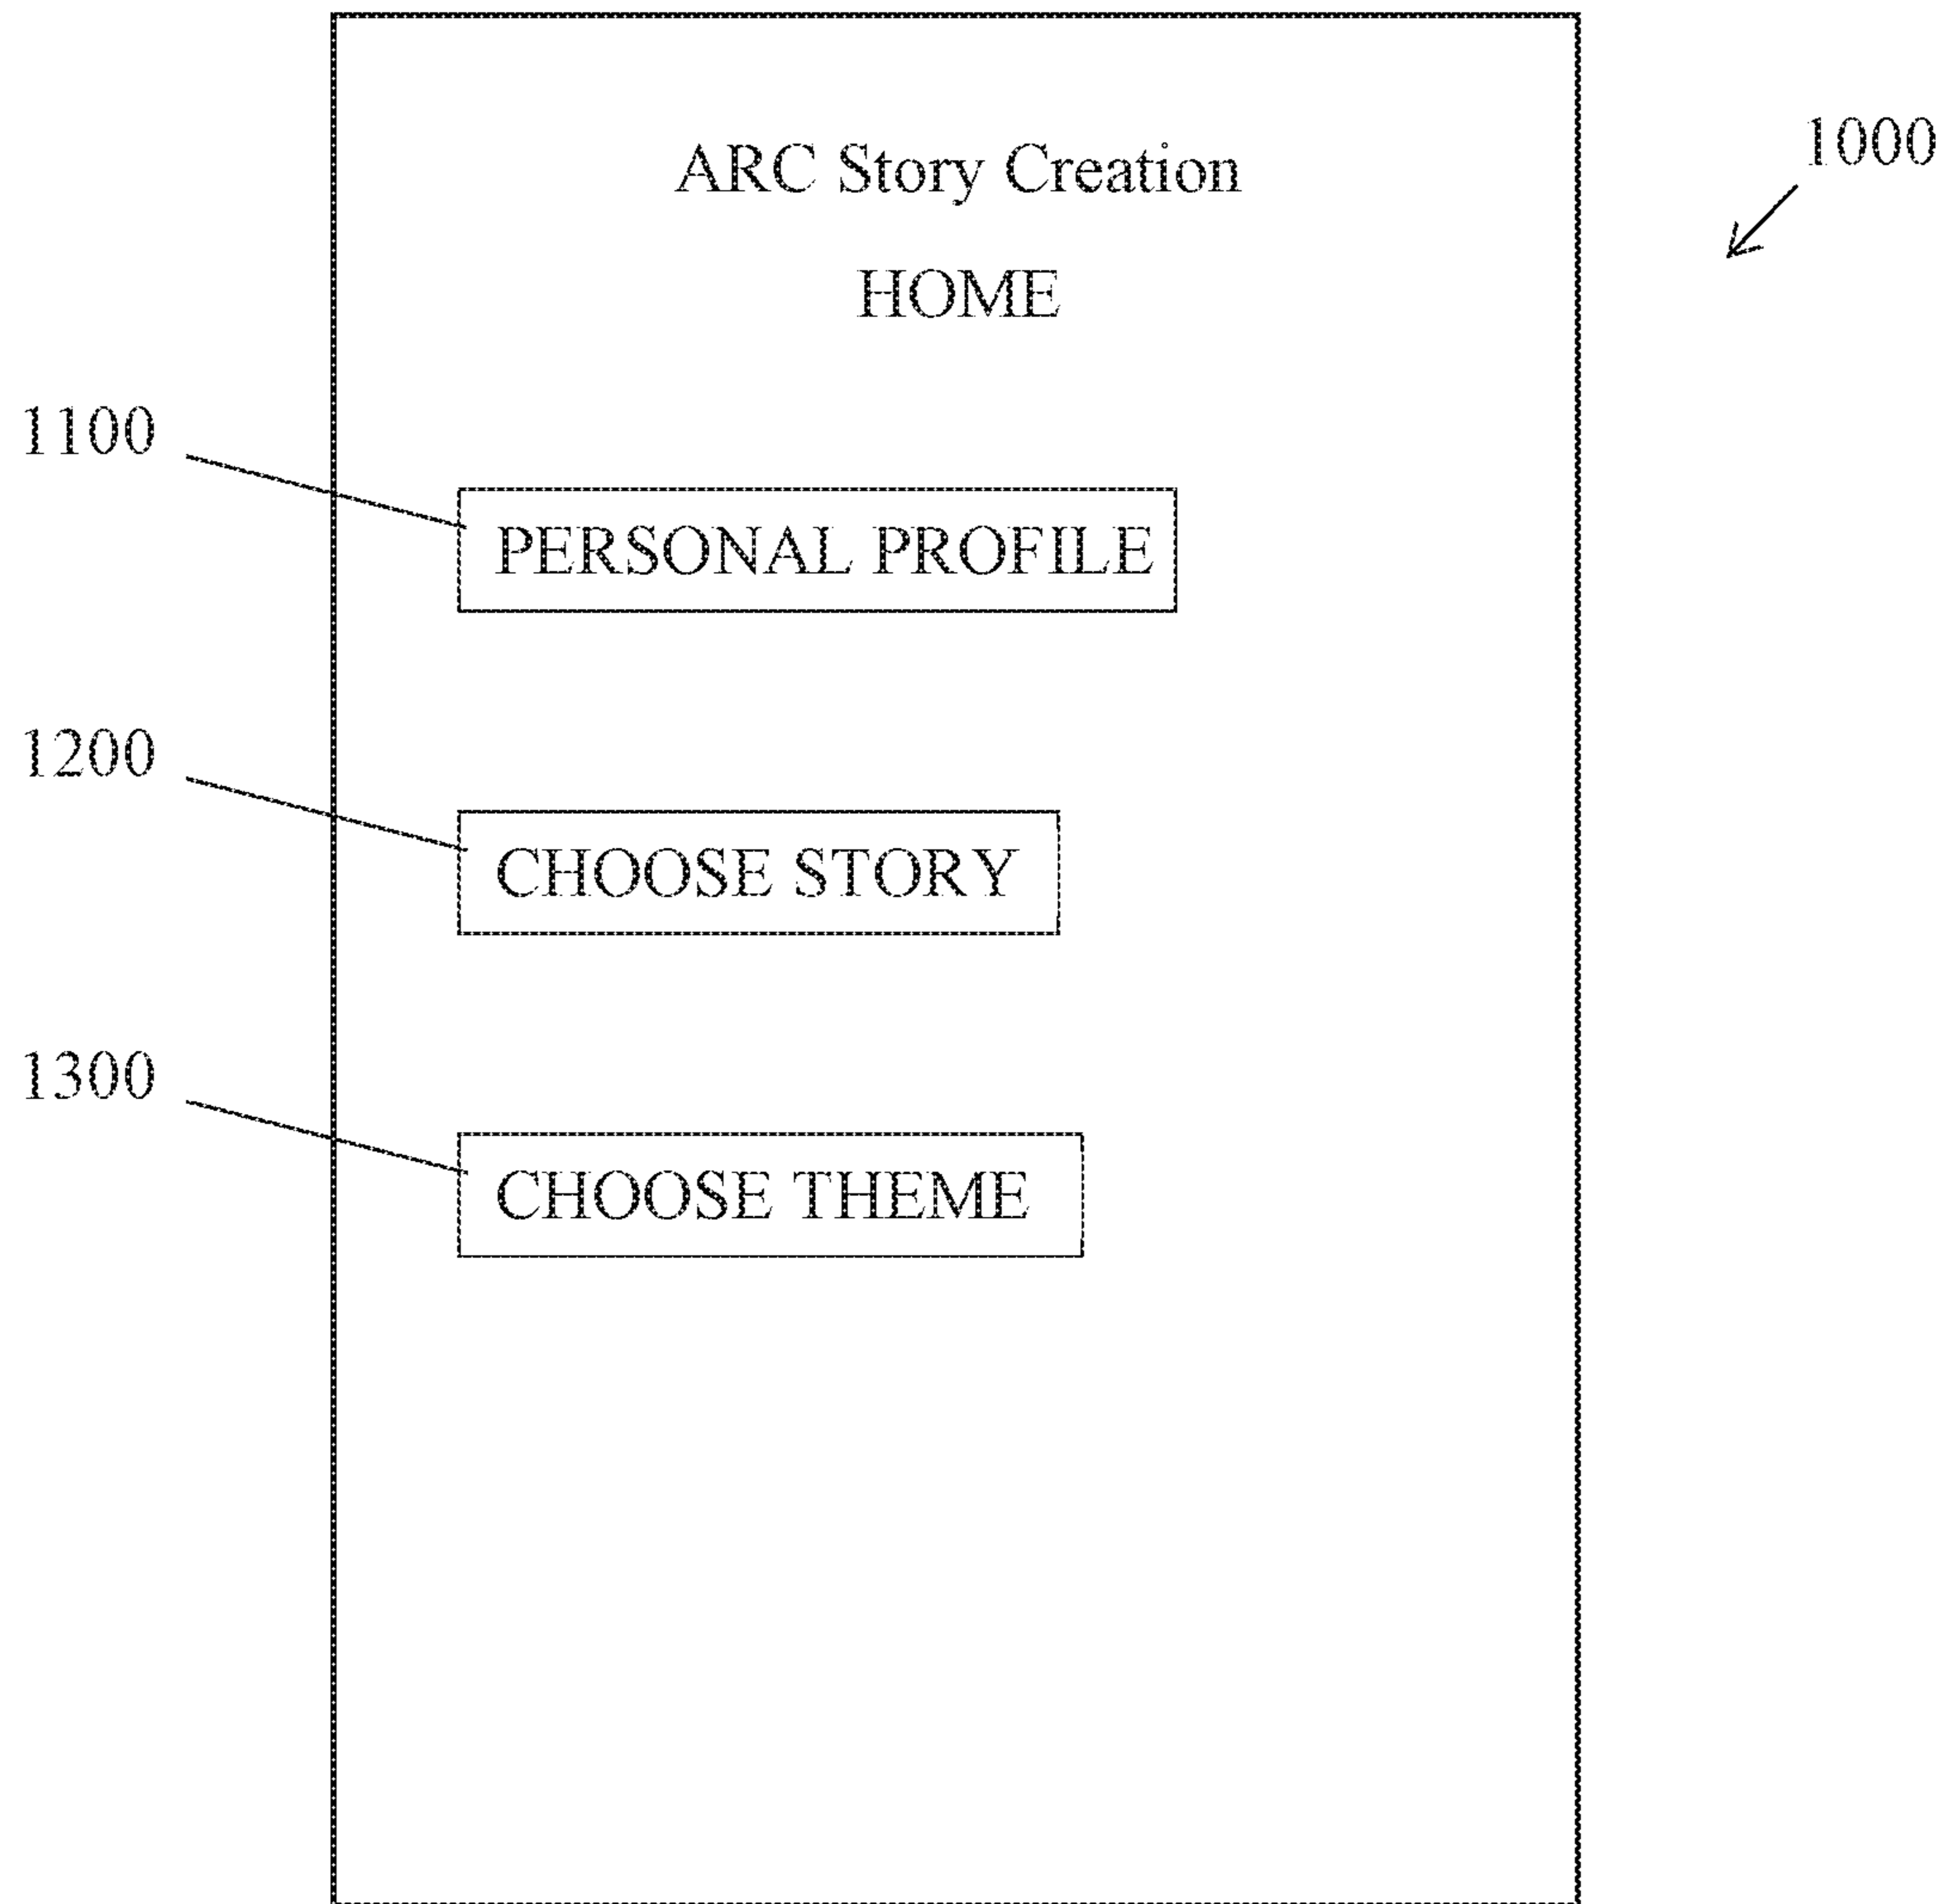 ARC Story Creation
1000
HOME
1100
PERSONAL PROFILE
1200
CHOOSE STORY
1300
CHOOSE THEME